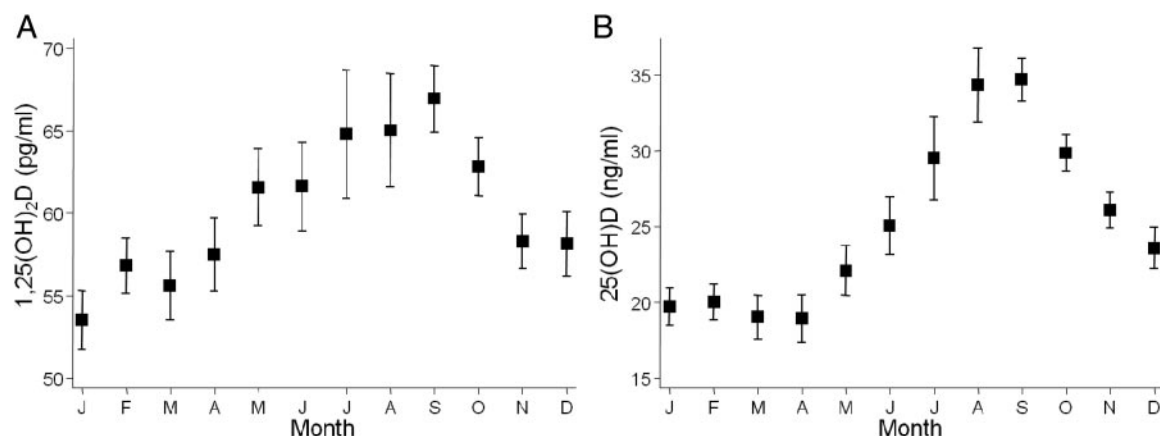 A
1,25(OH)₂D (pg/ml)
70
65
60
55
50
J F M A M J J A S O N D
Month
B
25(OH)D (ng/ml)
35
30
25
20
15
J F M A M J J A S O N D
Month